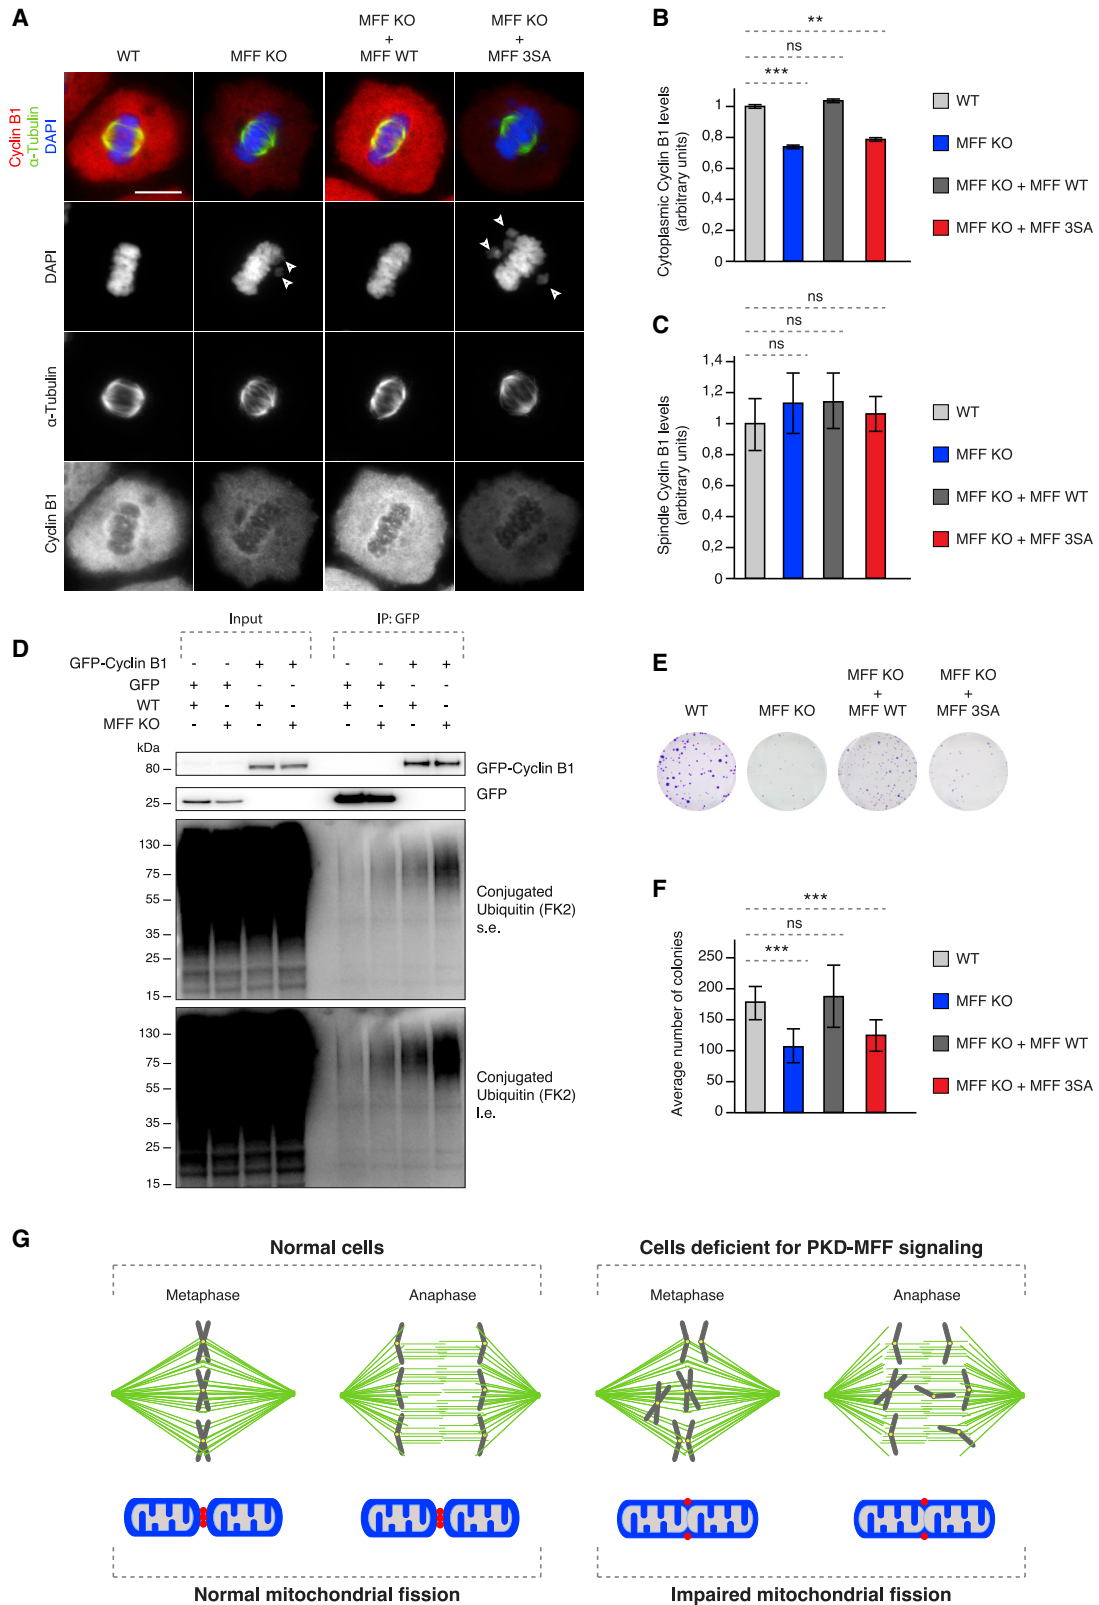 A
WT
MFF KO
MFF KO
+
MFF WT
MFF KO
+
MFF 3SA
Cyclin B1
α-Tubulin
DAPI
DAPI
α-Tubulin
Cyclin B1
B
**
ns
***
Cytoplasmic Cyclin B1 levels
(arbitrary units)
1
0,8
0,6
0,4
0,2
0
WT
MFF KO
MFF KO + MFF WT
MFF KO + MFF 3SA
C
ns
ns
ns
Spindle Cyclin B1 levels
(arbitrary units)
1,4
1,2
1
0,8
0,6
0,4
0,2
0
WT
MFF KO
MFF KO + MFF WT
MFF KO + MFF 3SA
D
Input
IP: GFP
GFP-Cyclin B1 - - + + - - + +
GFP + + - - + + - -
WT + - + - + - + -
MFF KO - + - + - + - +
kDa
80
GFP-Cyclin B1
25
GFP
130
75
55
35
25
15
Conjugated
Ubiquitin (FK2)
s.e.
130
75
55
35
25
15
Conjugated
Ubiquitin (FK2)
l.e.
E
WT
MFF KO
MFF KO
+
MFF WT
MFF KO
+
MFF 3SA
F
***
ns
***
Average number of colonies
250
200
150
100
50
0
WT
MFF KO
MFF KO + MFF WT
MFF KO + MFF 3SA
G
Normal cells
Cells deficient for PKD-MFF signaling
Metaphase
Anaphase
Metaphase
Anaphase
Normal mitochondrial fission
Impaired mitochondrial fission